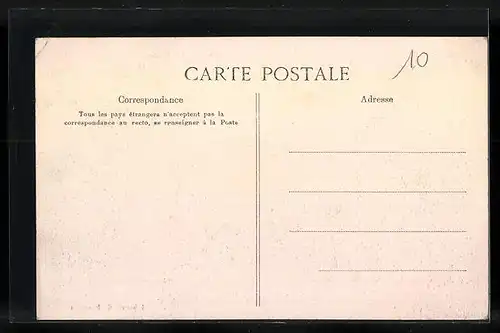 CARTE POSTALE
10
Correspondance
Tous les pays étrangers n'acceptent pas la
correspondance au recto, se renseigner à la Poste
Adresse